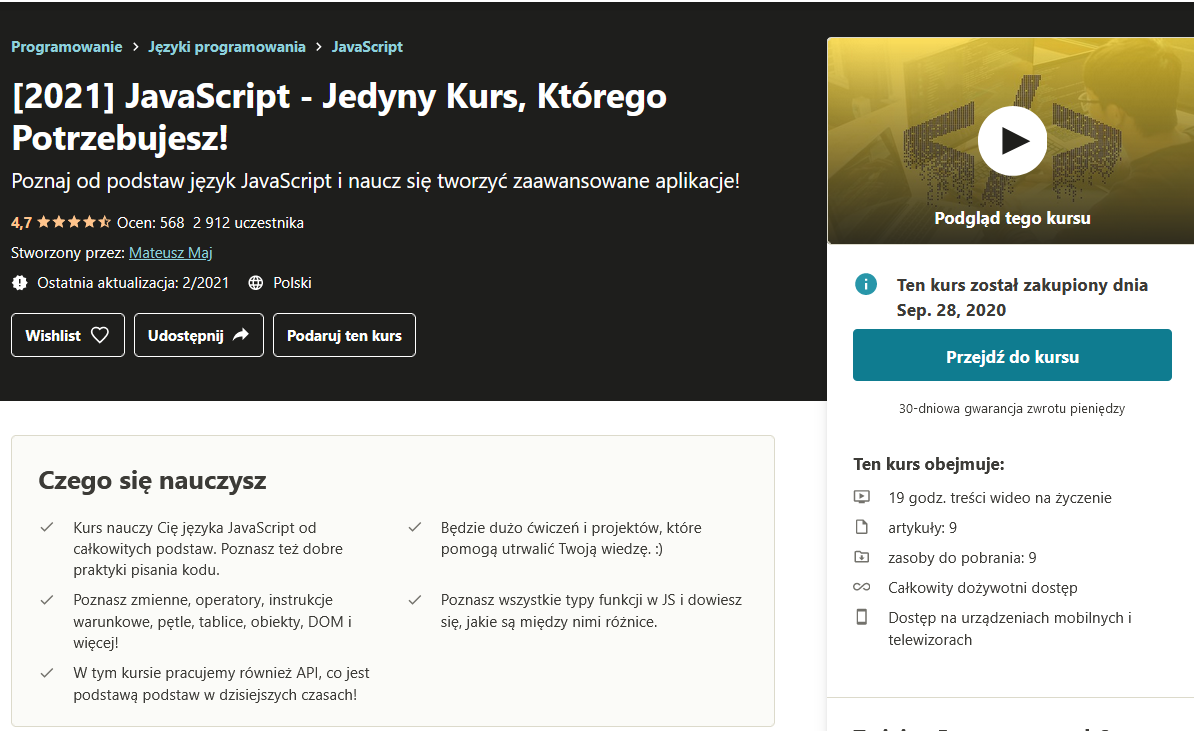 Programowanie > Języki programowania > JavaScript
[2021] JavaScript - Jedyny Kurs, Którego
Potrzebujesz!
Poznaj od podstaw język JavaScript i naucz się tworzyć zaawansowane aplikacje!
4,7 Ocen: 568 2 912 uczestnika
Stworzony przez: Mateusz Maj
Ostatnia aktualizacja: 2/2021 Polski
Wishlist Udostępnij Podaruj ten kurs
Podgląd tego kursu
Ten kurs został zakupiony dnia
Sep. 28, 2020
Przejdź do kursu
30-dniowa gwarancja zwrotu pieniędzy
Ten kurs obejmuje:
19 godz. treści wideo na życzenie
artykuły: 9
zasoby do pobrania: 9
Całkowity dożywotni dostęp
Dostęp na urządzeniach mobilnych i
telewizorach
Czego się nauczysz
Kurs nauczy Cię języka JavaScript od
całkowitych podstaw. Poznasz też dobre
praktyki pisania kodu.
Będzie dużo ćwiczeń i projektów, które
pomogą utrwalić Twoją wiedzę. :)
Poznasz zmienne, operatory, instrukcje
warunkowe, pętle, tablice, obiekty, DOM i
więcej!
Poznasz wszystkie typy funkcji w JS i dowiesz
się, jakie są między nimi różnice.
W tym kursie pracujemy również API, co jest
podstawą podstaw w dzisiejszych czasach!